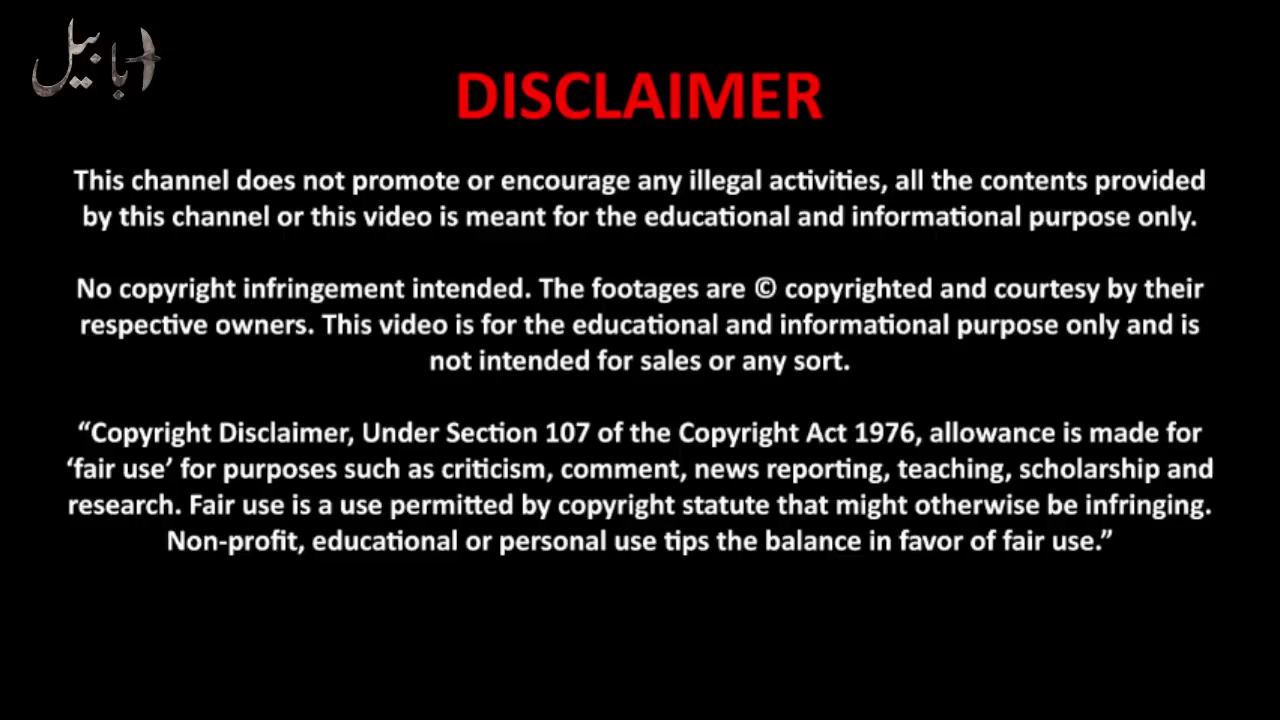 ابابیل
DISCLAIMER
This channel does not promote or encourage any illegal activities, all the contents provided
by this channel or this video is meant for the educational and informational purpose only.
No copyright infringement intended. The footages are © copyrighted and courtesy by their
respective owners. This video is for the educational and informational purpose only and is
not intended for sales or any sort.
“Copyright Disclaimer, Under Section 107 of the Copyright Act 1976, allowance is made for
‘fair use’ for purposes such as criticism, comment, news reporting, teaching, scholarship and
research. Fair use is a use permitted by copyright statute that might otherwise be infringing.
Non-profit, educational or personal use tips the balance in favor of fair use.”